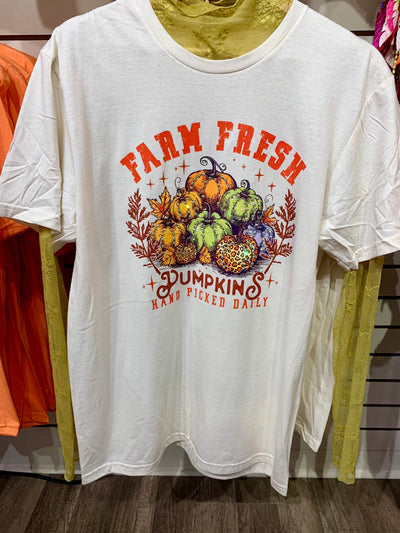 FARM FRESH
PUMPKINS
HAND PICKED DAILY